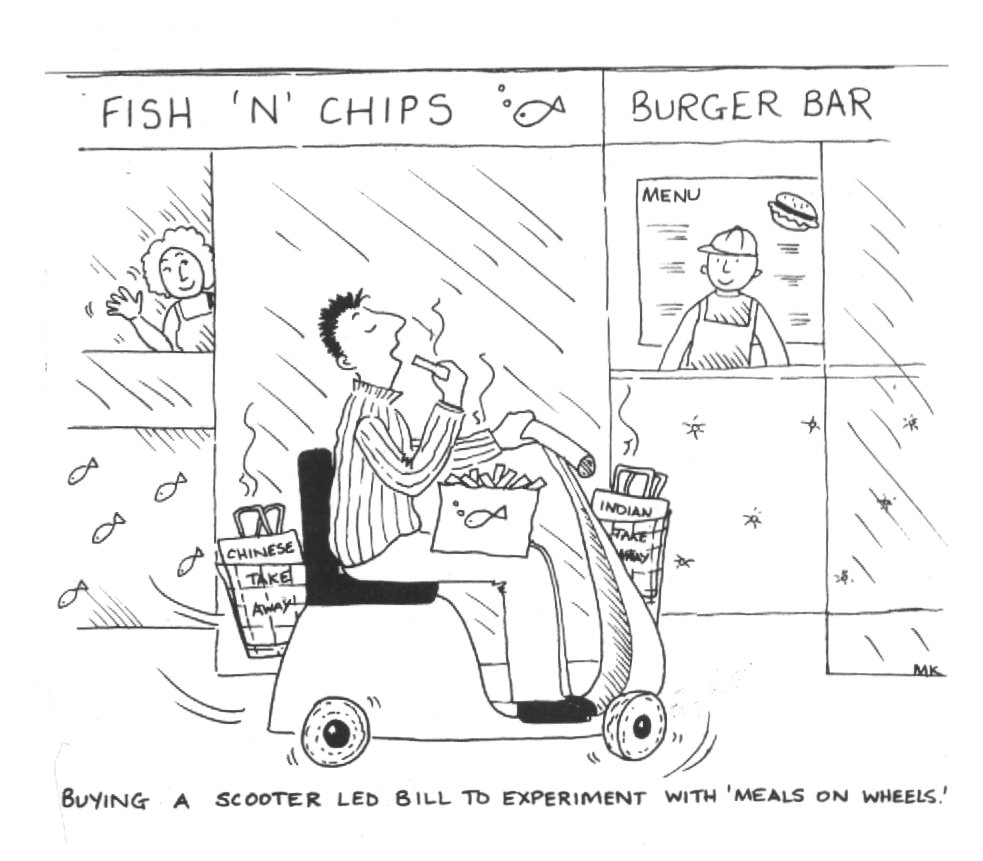 FISH 'N' CHIPS
BURGER BAR
MENU
CHINESE
TAKE
AWAY
INDIAN
TAKE
AWAY
MK
BUYING A SCOOTER LED BILL TO EXPERIMENT WITH 'MEALS ON WHEELS.'